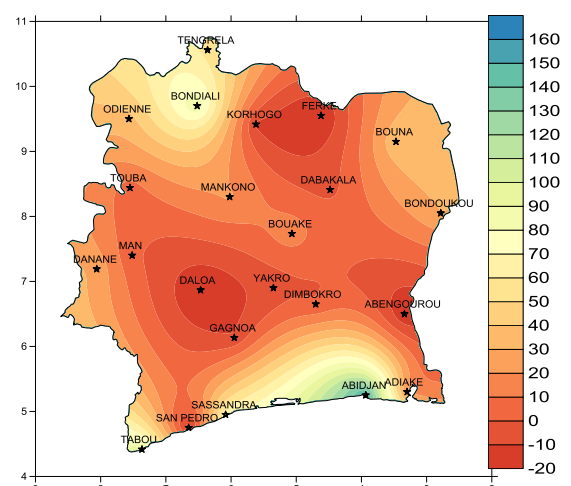 11
TENGRELA
160
150
10
140
BONDIALI
ODIENNE
FERKE
130
KORHOGO
120
BOUNA
110
9
100
TOUBA
DABAKALA
90
MANKONO
BONDOUKOU
80
8
BOUAKE
70
MAN
60
DANANE
50
7
DALOA
YAKRO
40
DIMBOKRO
ABENGOUROU
30
GAGNOA
20
6
10
ABIDJAN
ADIAKE
0
SASSANDRA
5
SAN PEDRO
-10
TABOU
-20
4